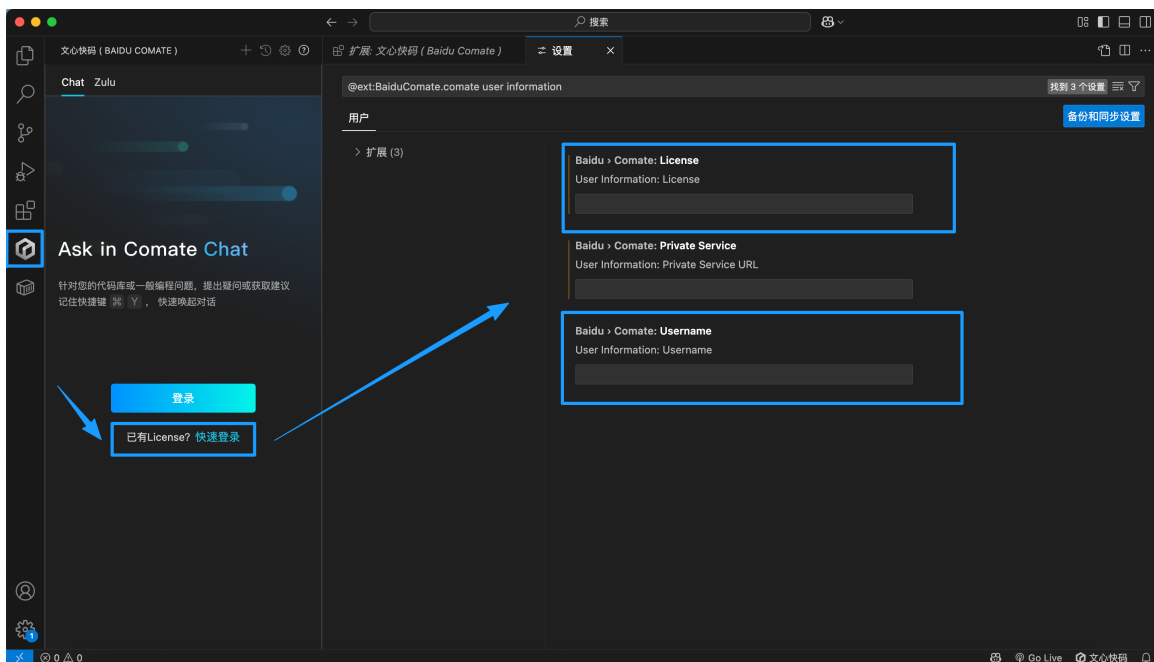 搜索
文心快码 ( BAIDU COMATE )
扩展: 文心快码 ( Baidu Comate )
设置
Chat Zulu
@ext:BaiduComate.comate user information
找到 3 个设置
用户
备份和同步设置
扩展 (3)
Baidu › Comate: License
User Information: License
Baidu › Comate: Private Service
User Information: Private Service URL
Baidu › Comate: Username
User Information: Username
Ask in Comate Chat
针对您的代码库或一般编程问题，提出疑问或获取建议
记住快捷键 ⌘ Y ， 快速唤起对话
登录
已有License? 快速登录
1
0 0
Go Live
文心快码